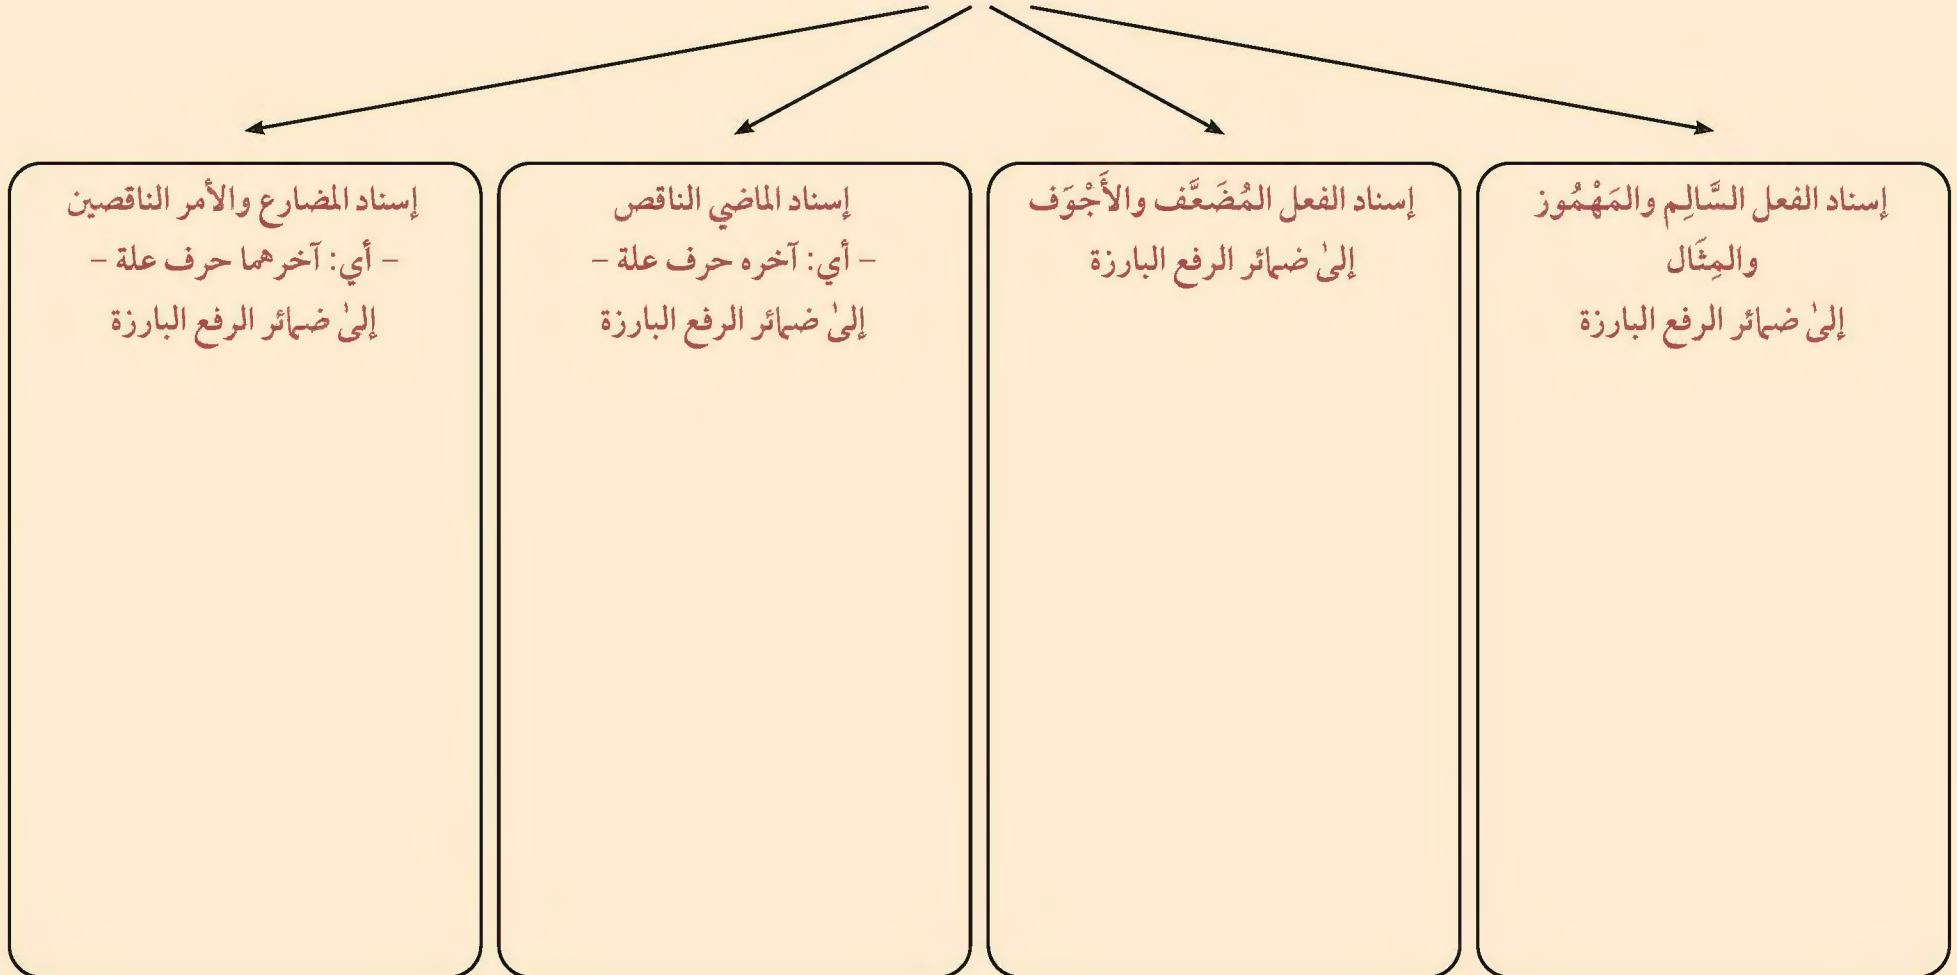 إسناد الفعل السَّالِم والمَهْمُوز
والمِثَال
إلىٰ ضمائر الرفع البارزة
إسناد الفعل المُضَعَّف والأَجْوَف
إلىٰ ضمائر الرفع البارزة
إسناد الماضي الناقص
– أي: آخره حرف علة –
إلىٰ ضمائر الرفع البارزة
إسناد المضارع والأمر الناقصين
– أي: آخرهما حرف علة –
إلىٰ ضمائر الرفع البارزة